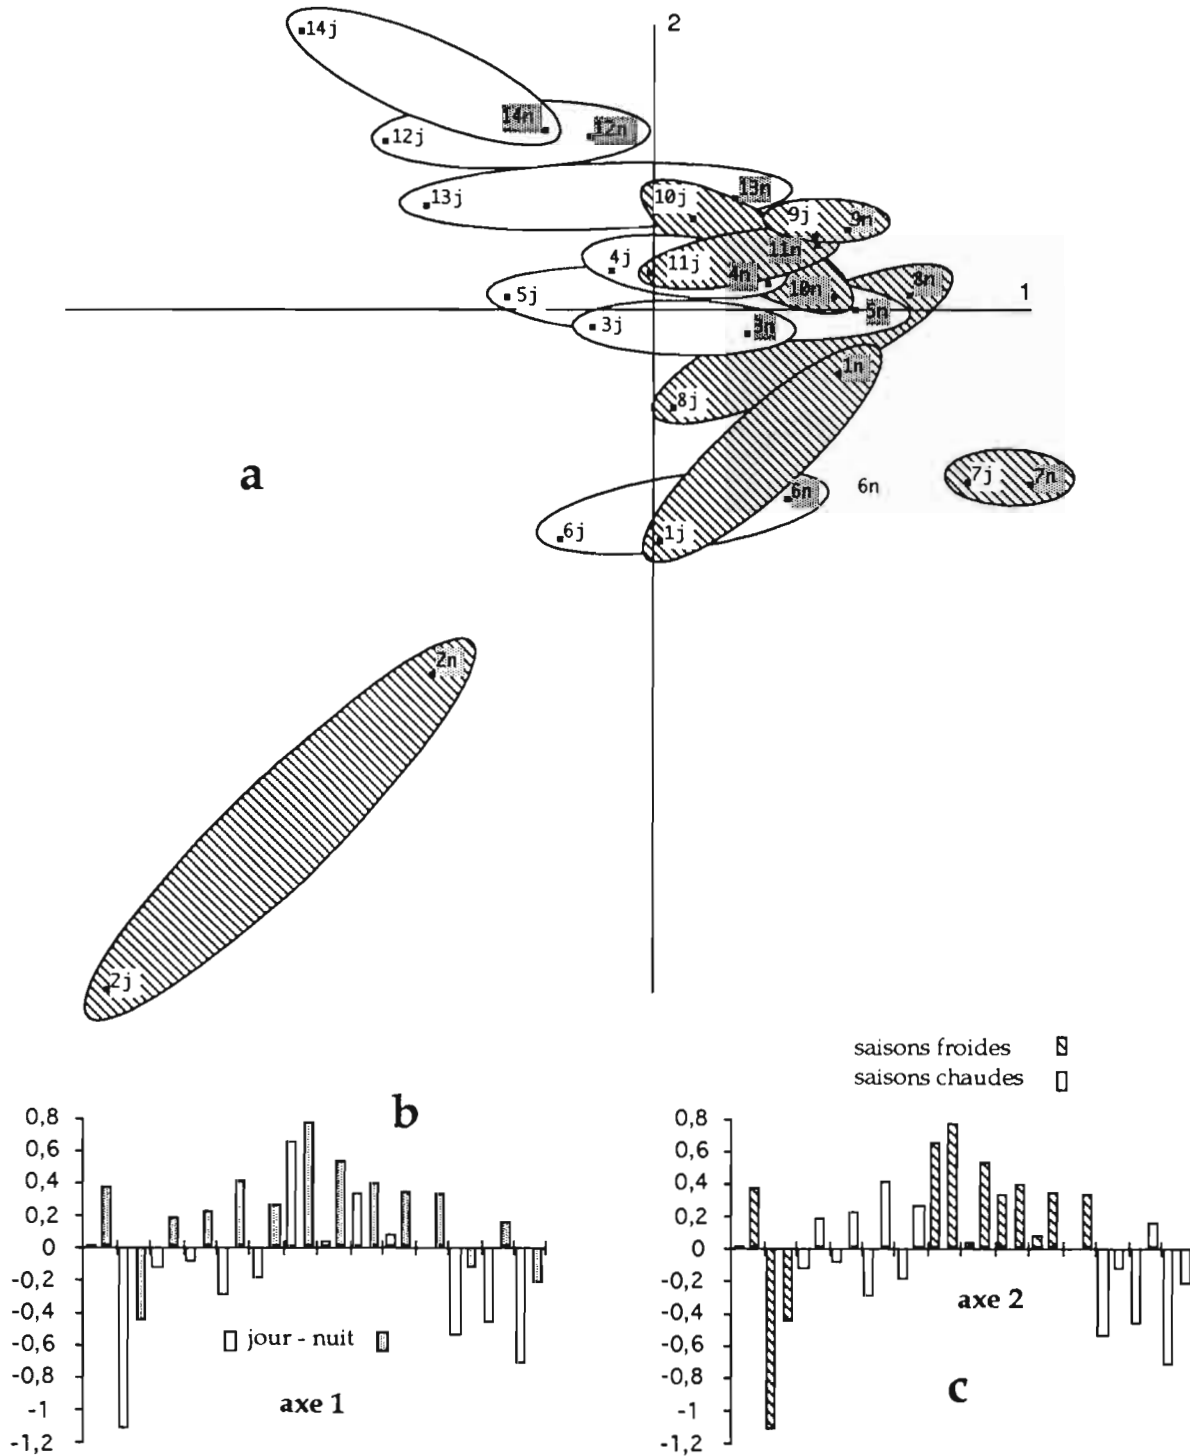 2
14j
14n
12n
12j
13n
13j
10j
9j
9n
11n
4j
11j
4n
10n
8n
1
5j
5n
3j
3n
1n
8j
a
7j
7n
6n
6n
6j
1j
2n
2j
saisons froides
saisons chaudes
b
0,8
0,6
0,4
0,2
0
-0,2
-0,4
-0,6
-0,8
-1
-1,2
jour - nuit
axe 1
0,8
0,6
0,4
0,2
0
-0,2
-0,4
-0,6
-0,8
-1
-1,2
axe 2
c